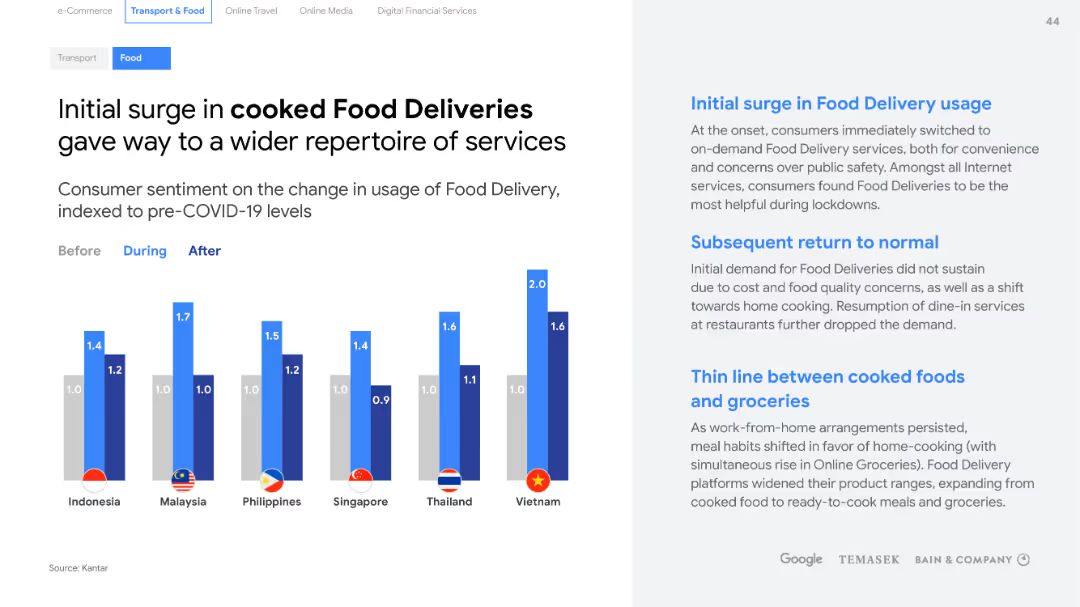 e-Commerce
Transport & Food
Online Travel
Online Media
Digital Financial Services
44
Transport
Food
Initial surge in cooked Food Deliveries
gave way to a wider repertoire of services
Consumer sentiment on the change in usage of Food Delivery,
indexed to pre-COVID-19 levels
Before
During
After
1.0
1.4
1.2
1.0
1.7
1.0
1.0
1.5
1.2
1.0
1.4
0.9
1.0
1.6
1.1
1.0
2.0
1.6
Indonesia
Malaysia
Philippines
Singapore
Thailand
Vietnam
Source: Kantar
Initial surge in Food Delivery usage
At the onset, consumers immediately switched to
on-demand Food Delivery services, both for convenience
and concerns over public safety. Amongst all Internet
services, consumers found Food Deliveries to be the
most helpful during lockdowns.
Subsequent return to normal
Initial demand for Food Deliveries did not sustain
due to cost and food quality concerns, as well as a shift
towards home cooking. Resumption of dine-in services
at restaurants further dropped the demand.
Thin line between cooked foods
and groceries
As work-from-home arrangements persisted,
meal habits shifted in favor of home-cooking (with
simultaneous rise in Online Groceries). Food Delivery
platforms widened their product ranges, expanding from
cooked food to ready-to-cook meals and groceries.
Google
TEMASEK
BAIN & COMPANY